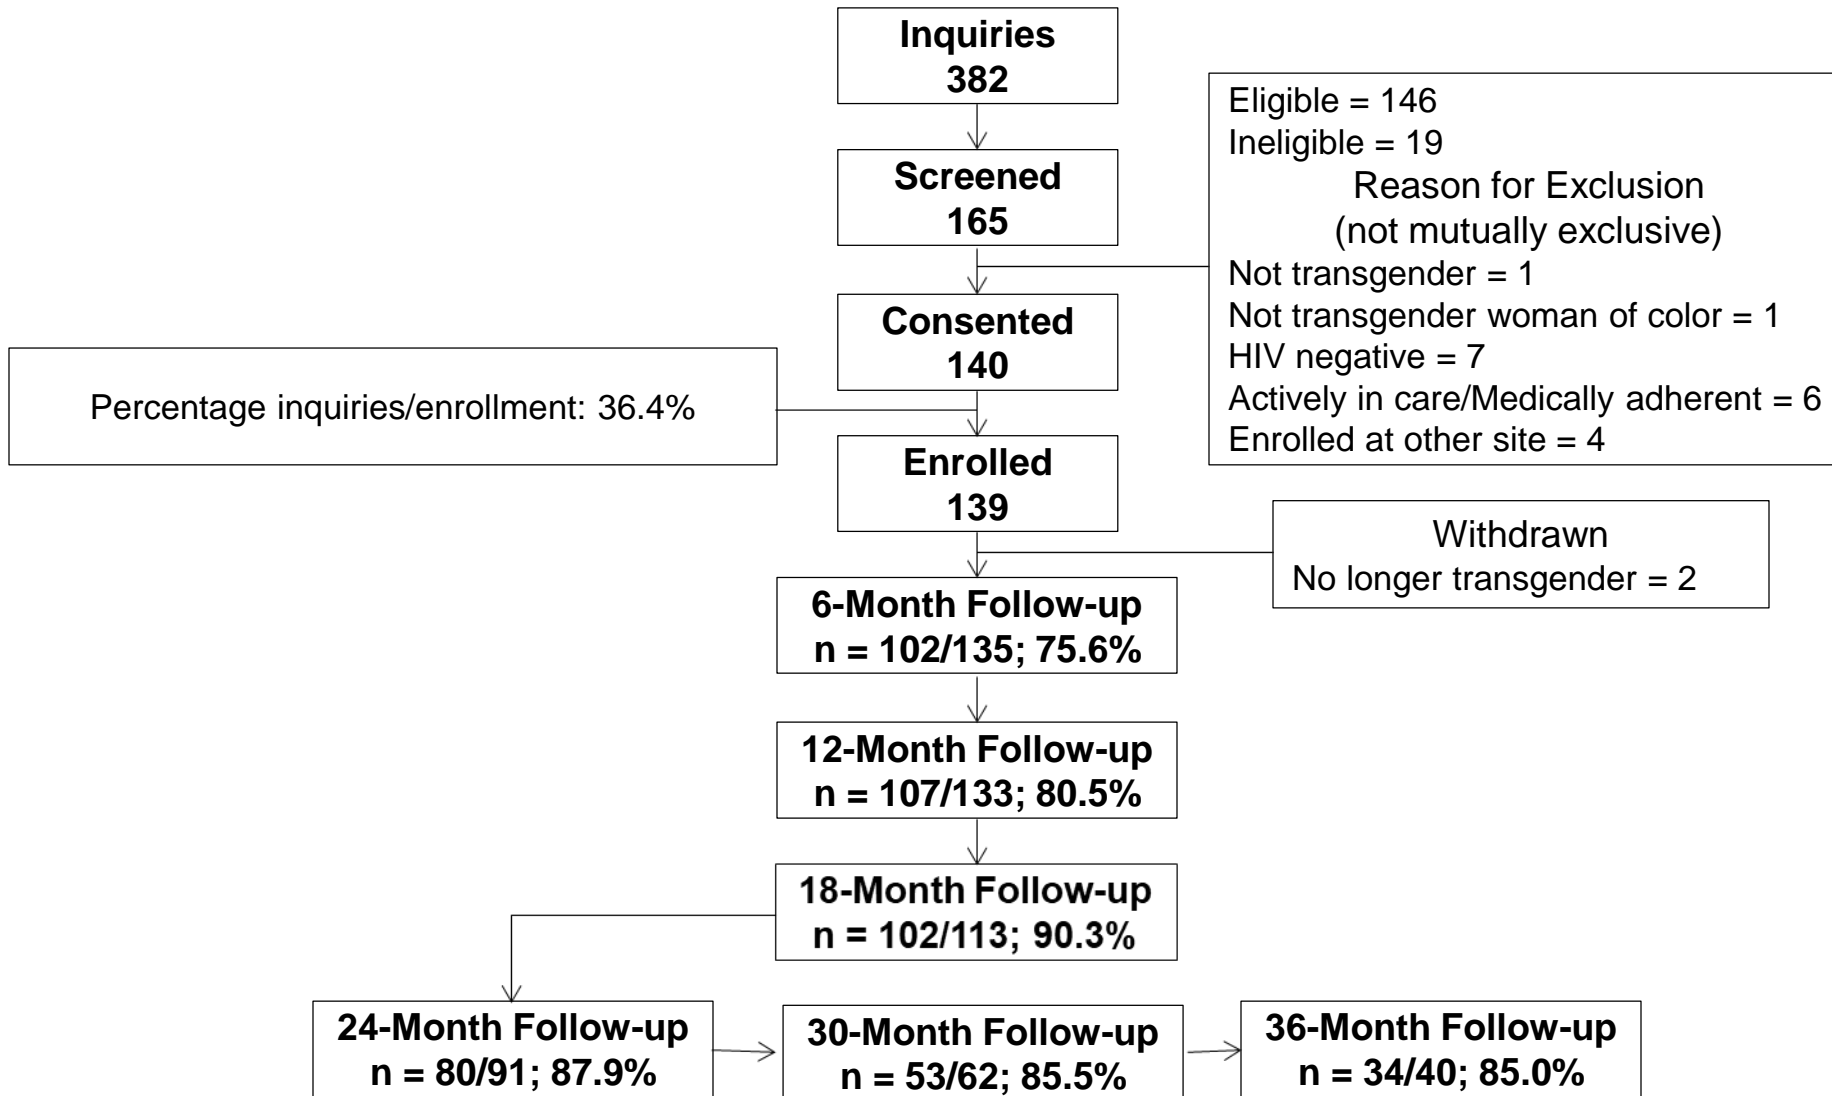 Inquiries
382
Screened
165
Eligible = 146
Ineligible = 19
Reason for Exclusion
(not mutually exclusive)
Not transgender = 1
Not transgender woman of color = 1
HIV negative = 7
Actively in care/Medically adherent = 6
Enrolled at other site = 4
Consented
140
Percentage inquiries/enrollment: 36.4%
Enrolled
139
Withdrawn
No longer transgender = 2
6-Month Follow-up
n = 102/135; 75.6%
12-Month Follow-up
n = 107/133; 80.5%
18-Month Follow-up
n = 102/113; 90.3%
24-Month Follow-up
n = 80/91; 87.9%
30-Month Follow-up
n = 53/62; 85.5%
36-Month Follow-up
n = 34/40; 85.0%